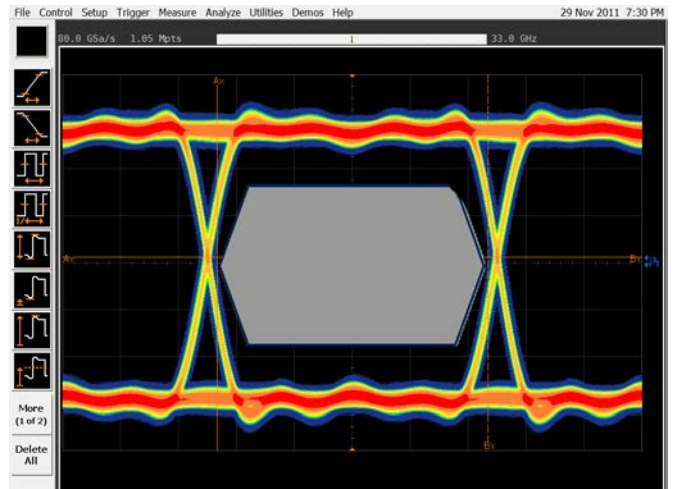 File Control Setup Trigger Measure Analyze Utilities Demos Help 29 Nov 2011 7:30 PM
80.0 GSa/s 1.05 Mpts 33.0 GHz
Ax
Ax
By
Bx
More
(1 of 2)
Delete
All